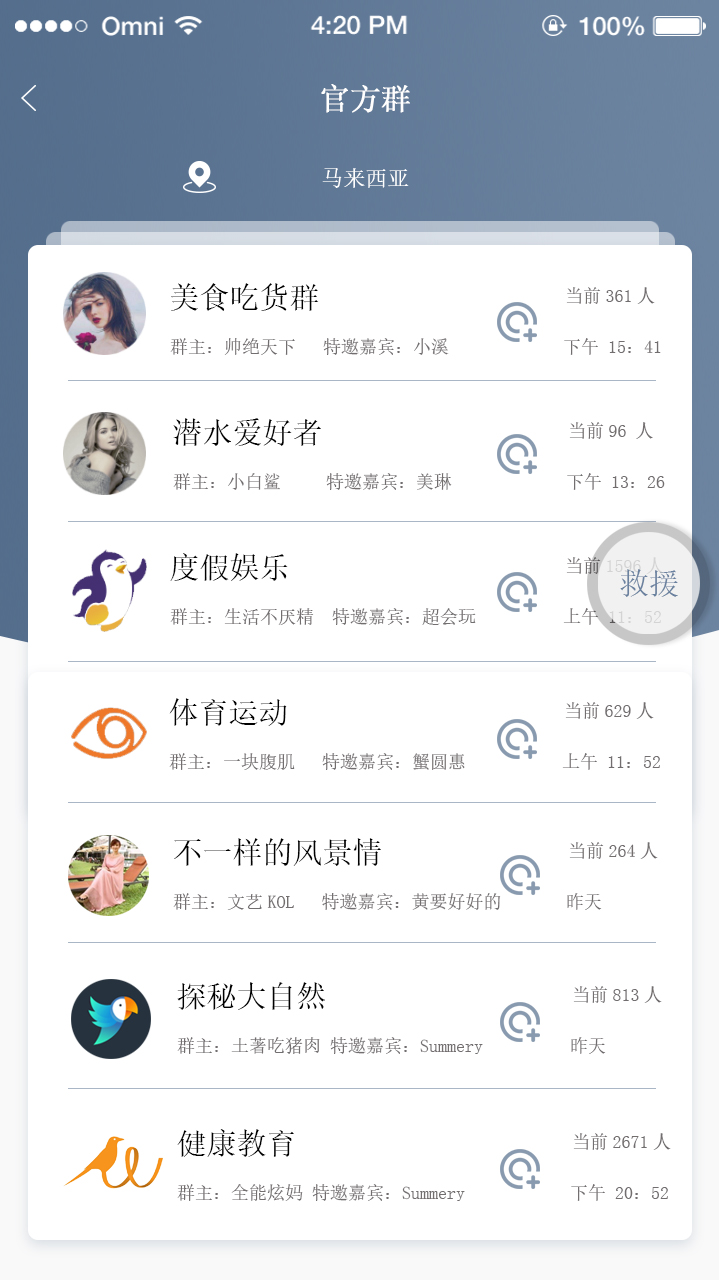 Omni 4:20 PM 100%
官方群
马来西亚
美食吃货群 当前 361 人
群主：帅绝天下 特邀嘉宾：小溪 下午 15：41
潜水爱好者 当前 96 人
群主：小白鲨 特邀嘉宾：美琳 下午 13：26
度假娱乐 当前 1596 人
救援
群主：生活不厌精 特邀嘉宾：超会玩 上午 11：52
体育运动 当前 629 人
群主：一块腹肌 特邀嘉宾：蟹圆惠 上午 11：52
不一样的风景情 当前 264 人
群主：文艺 KOL 特邀嘉宾：黄要好好的 昨天
探秘大自然 当前 813 人
群主：土著吃猪肉 特邀嘉宾：Summery 昨天
健康教育 当前 2671 人
群主：全能炫妈 特邀嘉宾：Summery 下午 20：52